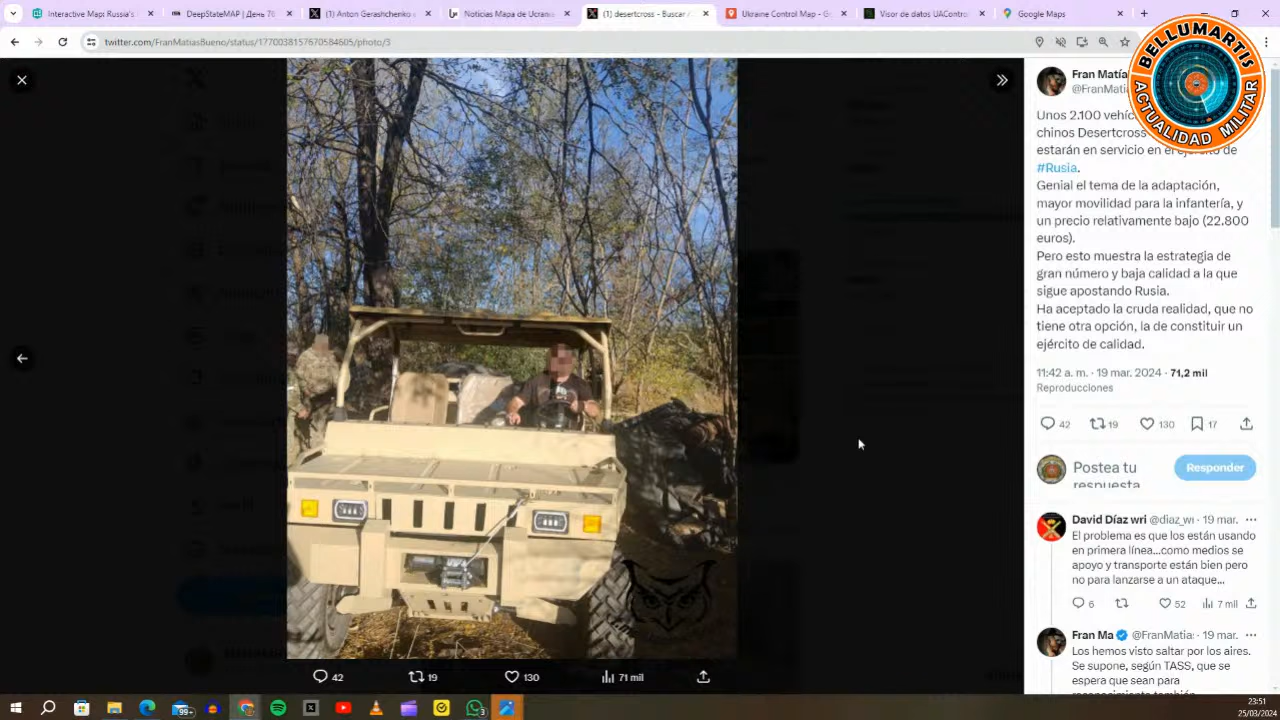 Interactive Map: Russia's
DeepStateMAP | День 76
(1) Anton Gerashchenko e
Noticias Mapa de Ucrania
(1) desertcross - Buscar /
Ukraine Control Map - Go
Visor de datos UAControl
Google Maps
twitter.com/FranMatiasBueno/status/1770038157670584605/photo/3
BELLUMARTIS
ACTUALIDAD MILITAR
Fran Matía
@FranMatia
Unos 2.100 vehíc
chinos Desertcross
estarán en servicio en el ejército de
#Rusia.
Genial el tema de la adaptación,
mayor movilidad para la infantería, y
un precio relativamente bajo (22.800
euros).
Pero esto muestra la estrategia de
gran número y baja calidad a la que
sigue apostando Rusia.
Ha aceptado la cruda realidad, que no
tiene otra opción, la de constituir un
ejército de calidad.
11:42 a. m. · 19 mar. 2024 · 71,2 mil
Reproducciones
42 19 130 17
Postea tu
respuesta
Responder
David Díaz wri @diaz_wi · 19 mar.
El problema es que los están usando
en primera línea...como medios se
apoyo y transporte están bien pero
no para lanzarse a un ataque...
6 52 7 mil
Fran Ma @FranMatia: · 19 mar.
Los hemos visto saltar por los aires.
Se supone, según TASS, que se
espera que sean para
reconocimiento también
42 19 130 71 mil
99+
3
23:51
25/03/2024